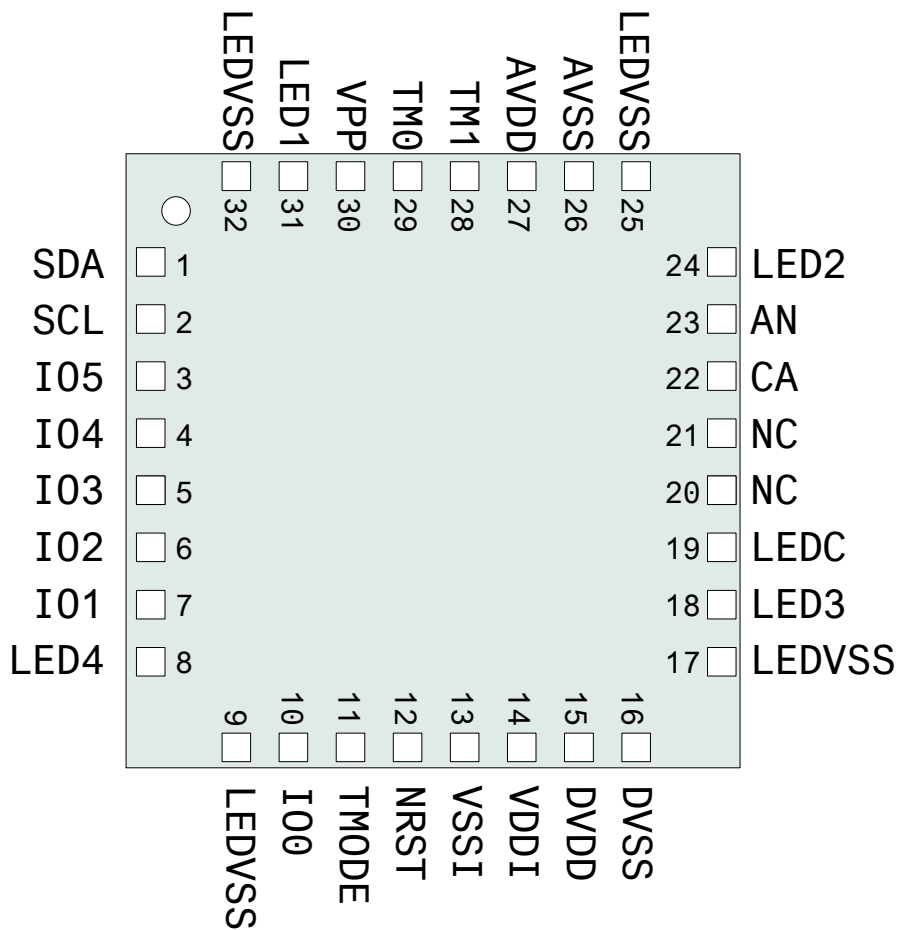 LEDVSS LED1 VPP TM0 TM1 AVDD AVSS LEDVSS
32 31 30 29 28 27 26 25
SDA 1 24 LED2
SCL 2 23 AN
IO5 3 22 CA
IO4 4 21 NC
IO3 5 20 NC
IO2 6 19 LEDC
IO1 7 18 LED3
LED4 8 17 LEDVSS
9 10 11 12 13 14 15 16
LEDVSS IO0 TMODE NRST VSSI VDDI DVDD DVSS